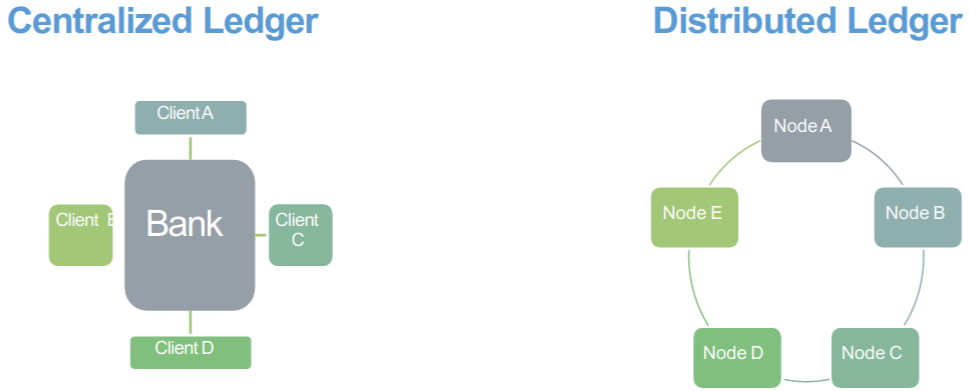 Centralized Ledger
Distributed Ledger
Client A
Client
Bank
Client
C
Client D
Node A
Node E
Node B
Node D
Node C